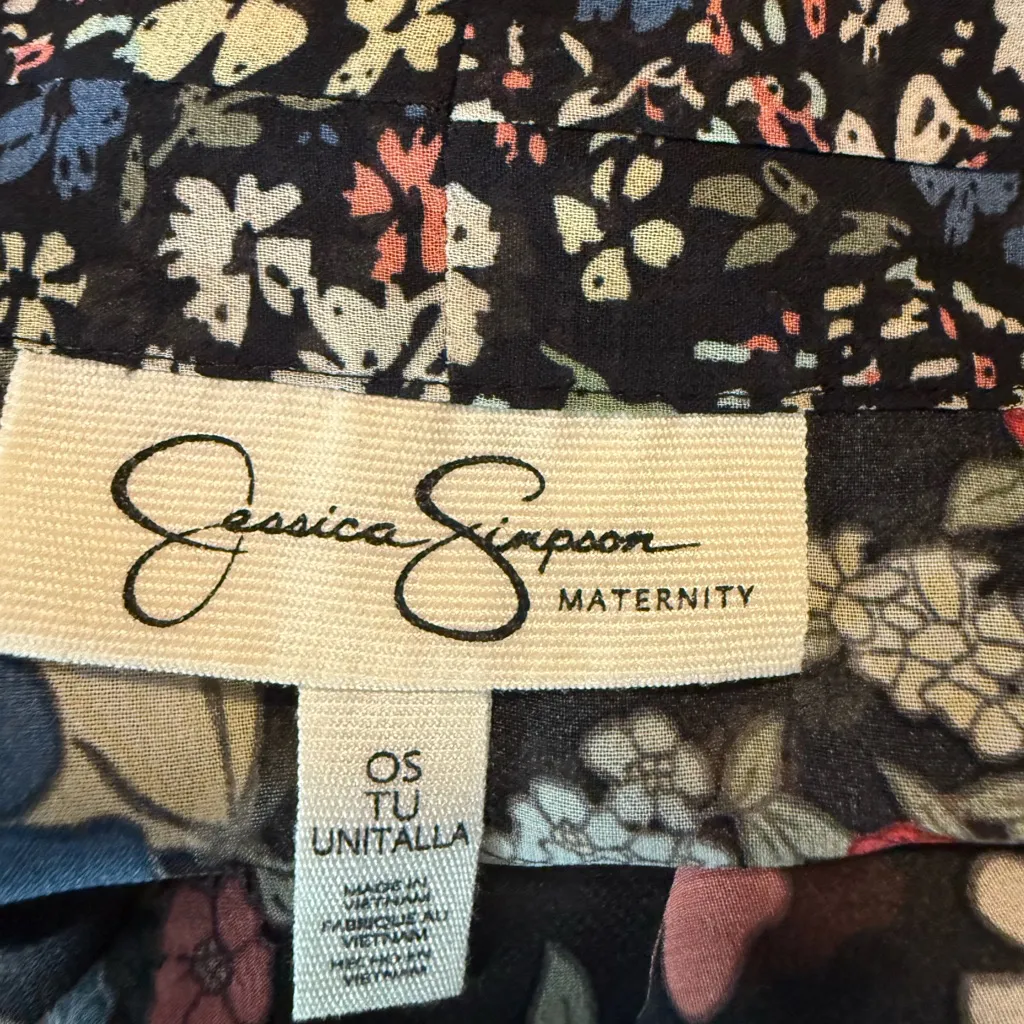 Jessica Simpson
MATERNITY
OS
TU
UNITALLA
MADE IN
VIETNAM
FABRIQUÉ AU
VIETNAM
HECHO EN
VIETNAM